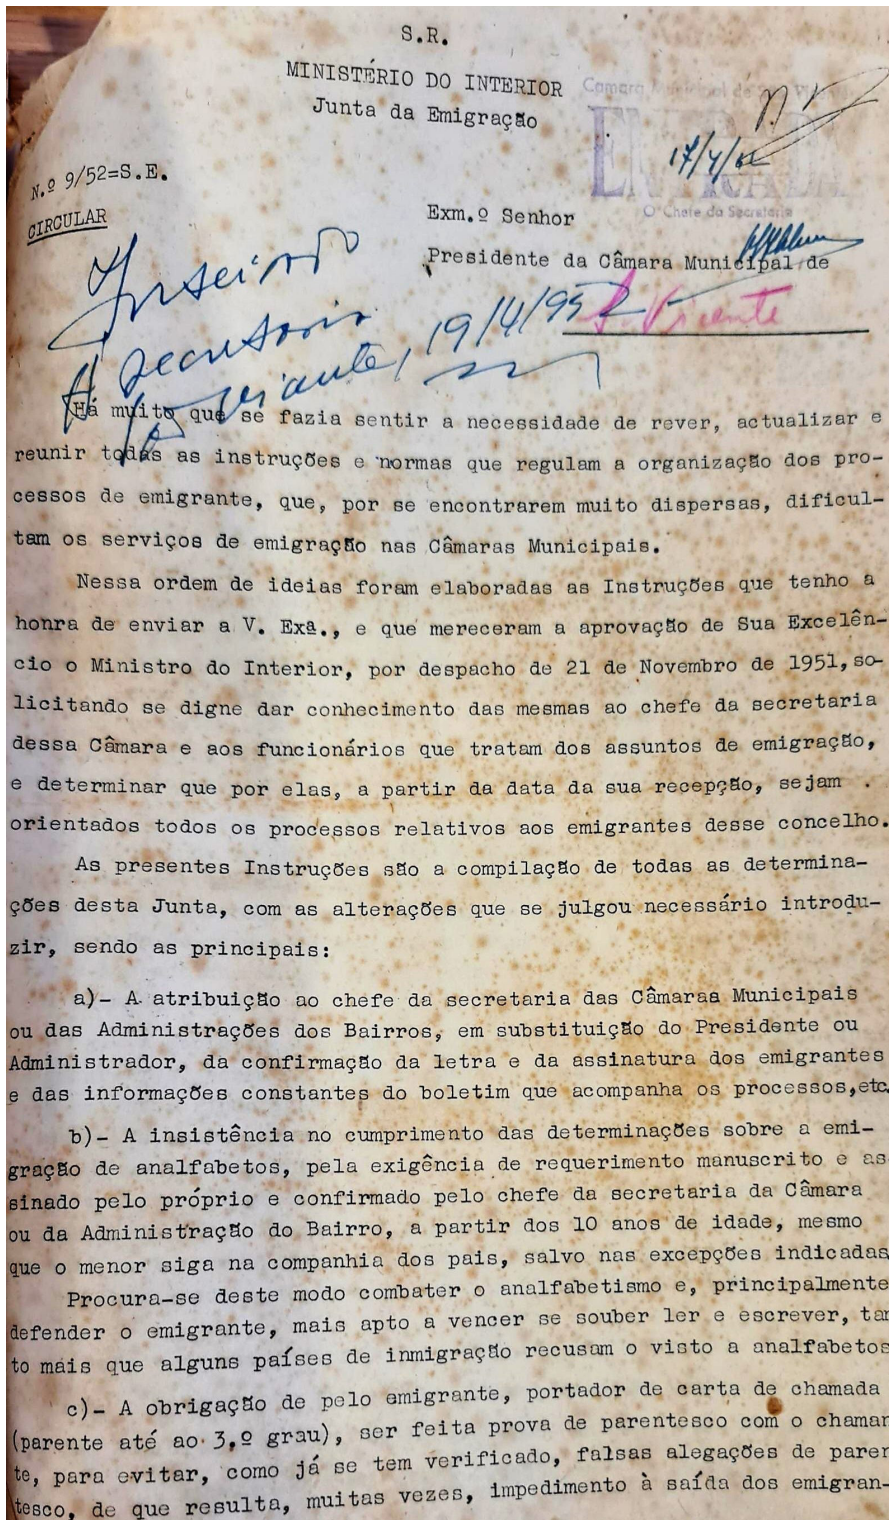 S.R.
MINISTÉRIO DO INTERIOR
Junta da Emigração
Camara Municipal de
ENTRADA
17/4/52
O Chefe da Secretaria
N.º 9/52=S.E.
CIRCULAR
Exm.º Senhor
Presidente da Câmara Municipal de
S. Vicente
Inteirado
À Secretaria
S. Vicente, 19/4/952
Há muito que se fazia sentir a necessidade de rever, actualizar e
reunir todas as instruções e normas que regulam a organização dos pro-
cessos de emigrante, que, por se encontrarem muito dispersas, dificul-
tam os serviços de emigração nas Câmaras Municipais.
Nessa ordem de ideias foram elaboradas as Instruções que tenho a
honra de enviar a V. Exª., e que mereceram a aprovação de Sua Excelên-
cio o Ministro do Interior, por despacho de 21 de Novembro de 1951,so-
licitando se digne dar conhecimento das mesmas ao chefe da secretaria
dessa Câmara e aos funcionários que tratam dos assuntos de emigração,
e determinar que por elas, a partir da data da sua recepção, sejam
orientados todos os processos relativos aos emigrantes desse concelho.
As presentes Instruções são a compilação de todas as determina-
ções desta Junta, com as alterações que se julgou necessário introdu-
zir, sendo as principais:
a)- A atribuição ao chefe da secretaria das Câmaraa Municipais
ou das Administrações dos Bairros, em substituição do Presidente ou
Administrador, da confirmação da letra e da assinatura dos emigrantes
e das informações constantes do boletim que acompanha os processos,etc.
b)- A insistência no cumprimento das determinações sobre a emi-
gração de analfabetos, pela exigência de requerimento manuscrito e as
sinado pelo próprio e confirmado pelo chefe da secretaria da Câmara
ou da Administração do Bairro, a partir dos 10 anos de idade, mesmo
que o menor siga na companhia dos pais, salvo nas excepções indicadas
Procura-se deste modo combater o analfabetismo e, principalmente
defender o emigrante, mais apto a vencer se souber ler e escrever, tan
to mais que alguns países de inmigração recusam o visto a analfabetos
c)- A obrigação de pelo emigrante, portador de carta de chamada
(parente até ao 3.º grau), ser feita prova de parentesco com o chaman
te, para evitar, como já se tem verificado, falsas alegações de paren
tesco, de que resulta, muitas vezes, impedimento à saída dos emigran-